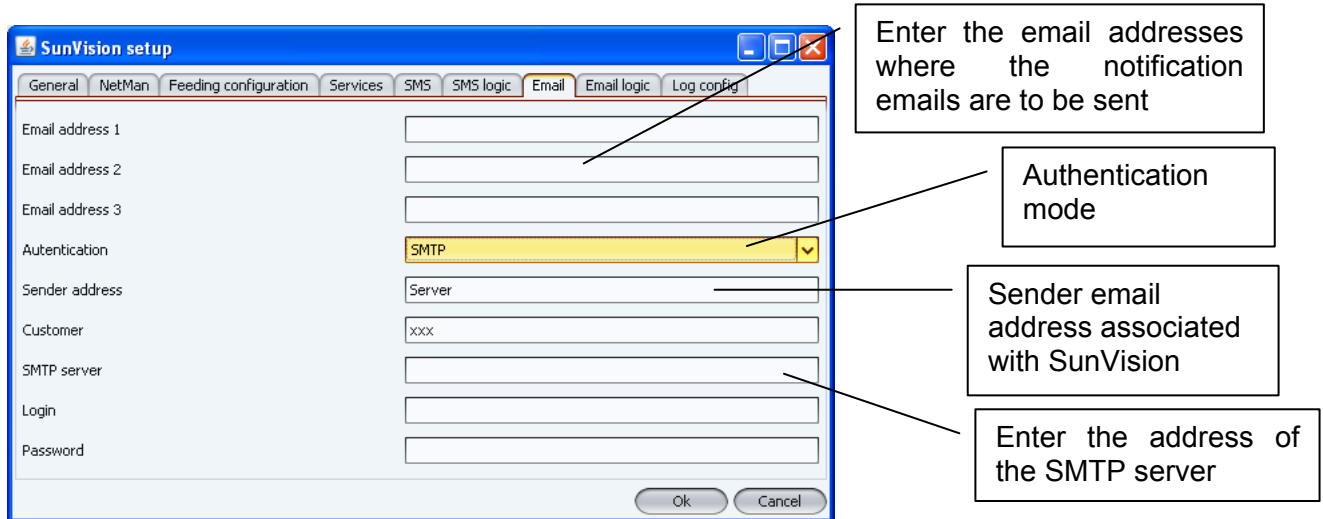 SunVision setup
General NetMan Feeding configuration Services SMS SMS logic Email Email logic Log config
Email address 1
Email address 2
Email address 3
Autentication SMTP
Sender address Server
Customer xxx
SMTP server
Login
Password
Ok Cancel
Enter the email addresses
where the notification
emails are to be sent
Authentication
mode
Sender email
address associated
with SunVision
Enter the address of
the SMTP server